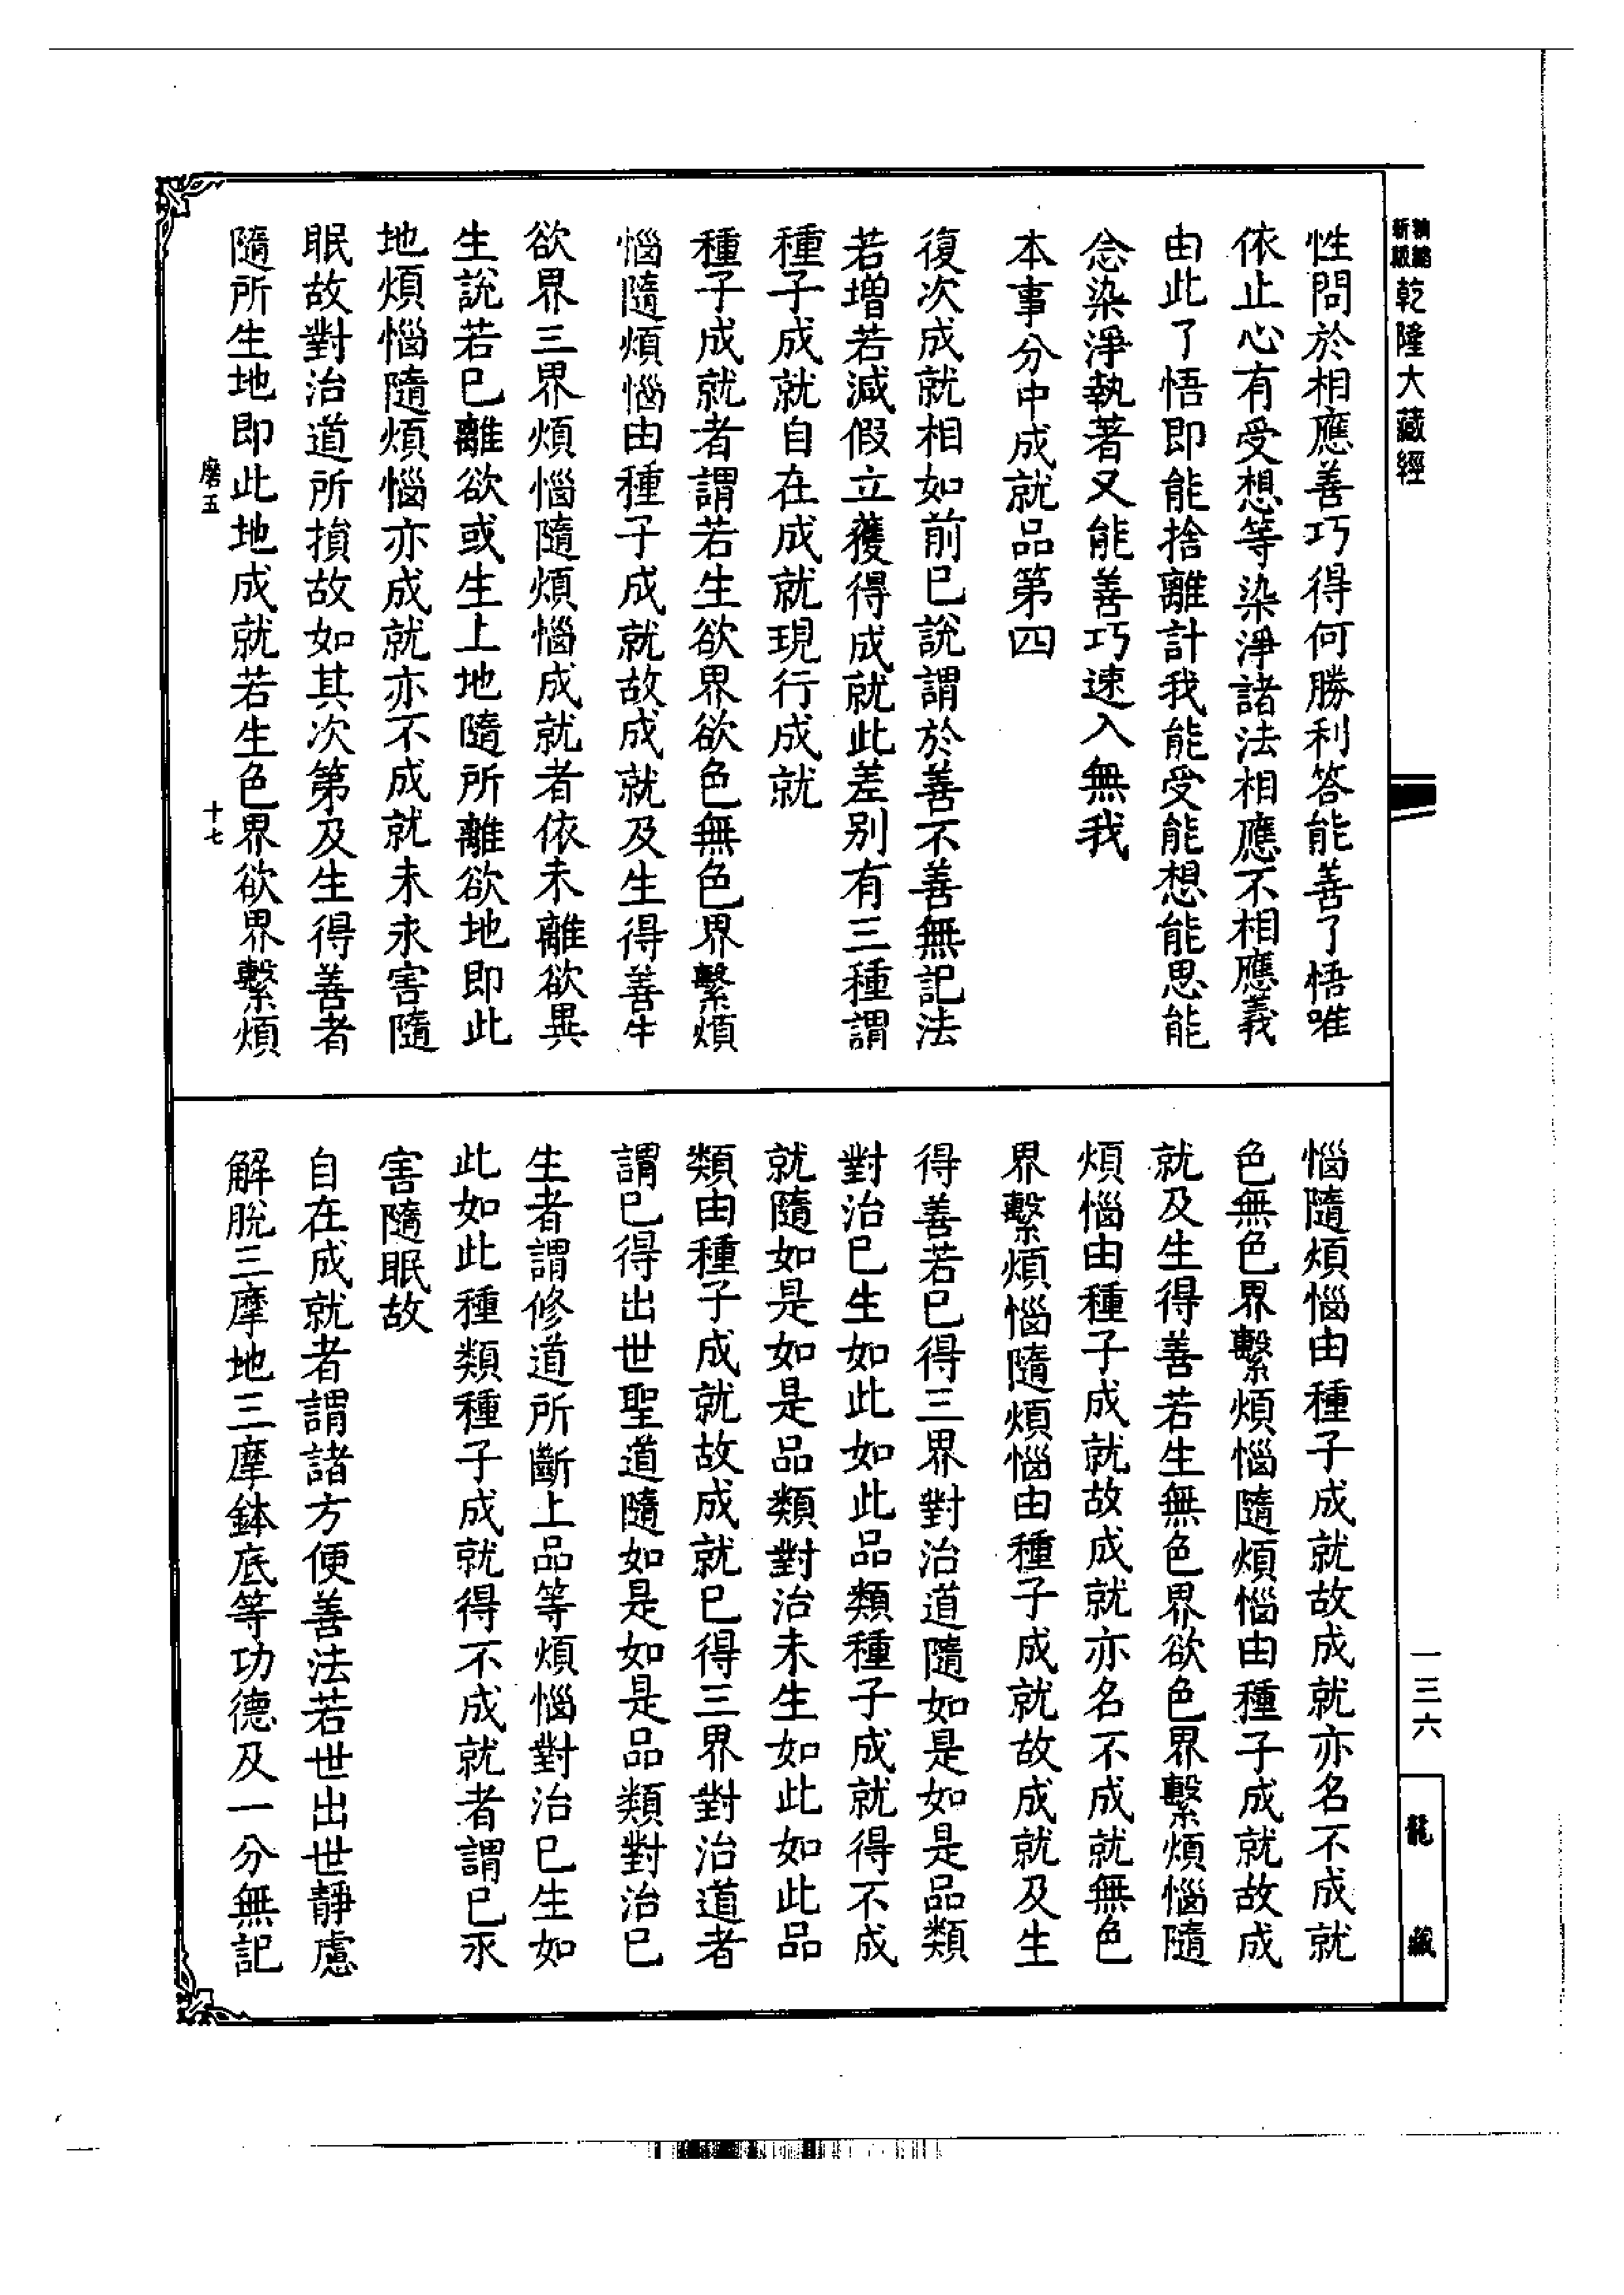 新版精縮乾隆大藏經
一三六
龍藏
性問於相應善巧得何勝利答能善了悟唯
依止心有受想等染淨諸法相應不相應義
由此了悟即能捨離計我能受能想能思能
念染淨執著又能善巧速入無我
本事分中成就品第四
復次成就相如前已說謂於善不善無記法
若增若減假立獲得成就此差別有三種謂
種子成就自在成就現行成就
種子成就者謂若生欲界欲色無色界繫煩
惱隨煩惱由種子成就故成就及生得善生
欲界三界煩惱隨煩惱成就者依未離欲異
生說若已離欲或生上地隨所離欲地即此
地煩惱隨煩惱亦成就亦不成就未永害隨
眠故對治道所損故如其次第及生得善者
隨所生地即此地成就若生色界欲界繫煩
磨五
十七
惱隨煩惱由種子成就故成就亦名不成就
色無色界繫煩惱隨煩惱由種子成就故成
就及生得善若生無色界欲色界繫煩惱隨
煩惱由種子成就故成就亦名不成就無色
界繫煩惱隨煩惱由種子成就故成就及生
得善若已得三界對治道隨如是如是品類
對治已生如此如此品類種子成就得不成
就隨如是如是品類對治未生如此如此品
類由種子成就故成就已得三界對治道者
謂已得出世聖道隨如是如是品類對治已
生者謂修道所斷上品等煩惱對治已生如
此如此種類種子成就得不成就者謂已永
害隨眠故
自在成就者謂諸方便善法若世出世靜慮
解脫三摩地三摩鉢底等功德及一分無記